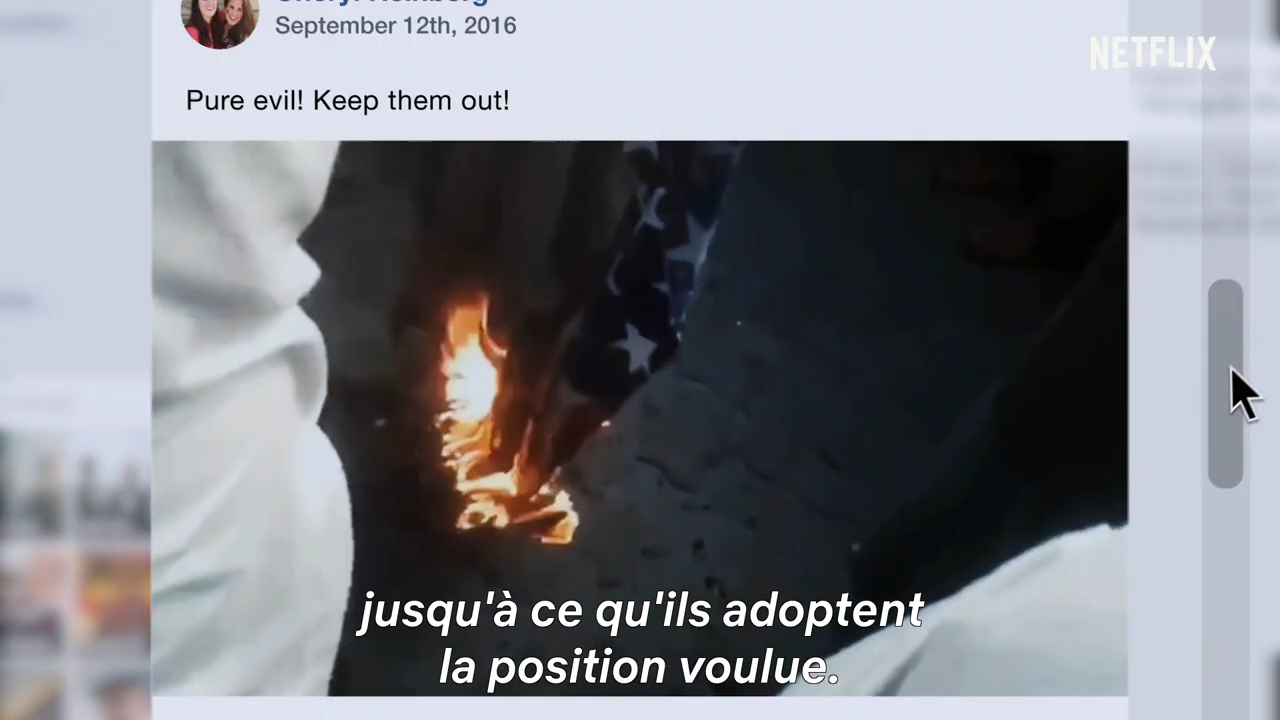 September 12th, 2016
NETFLIX
Pure evil! Keep them out!
jusqu'à ce qu'ils adoptent
la position voulue.